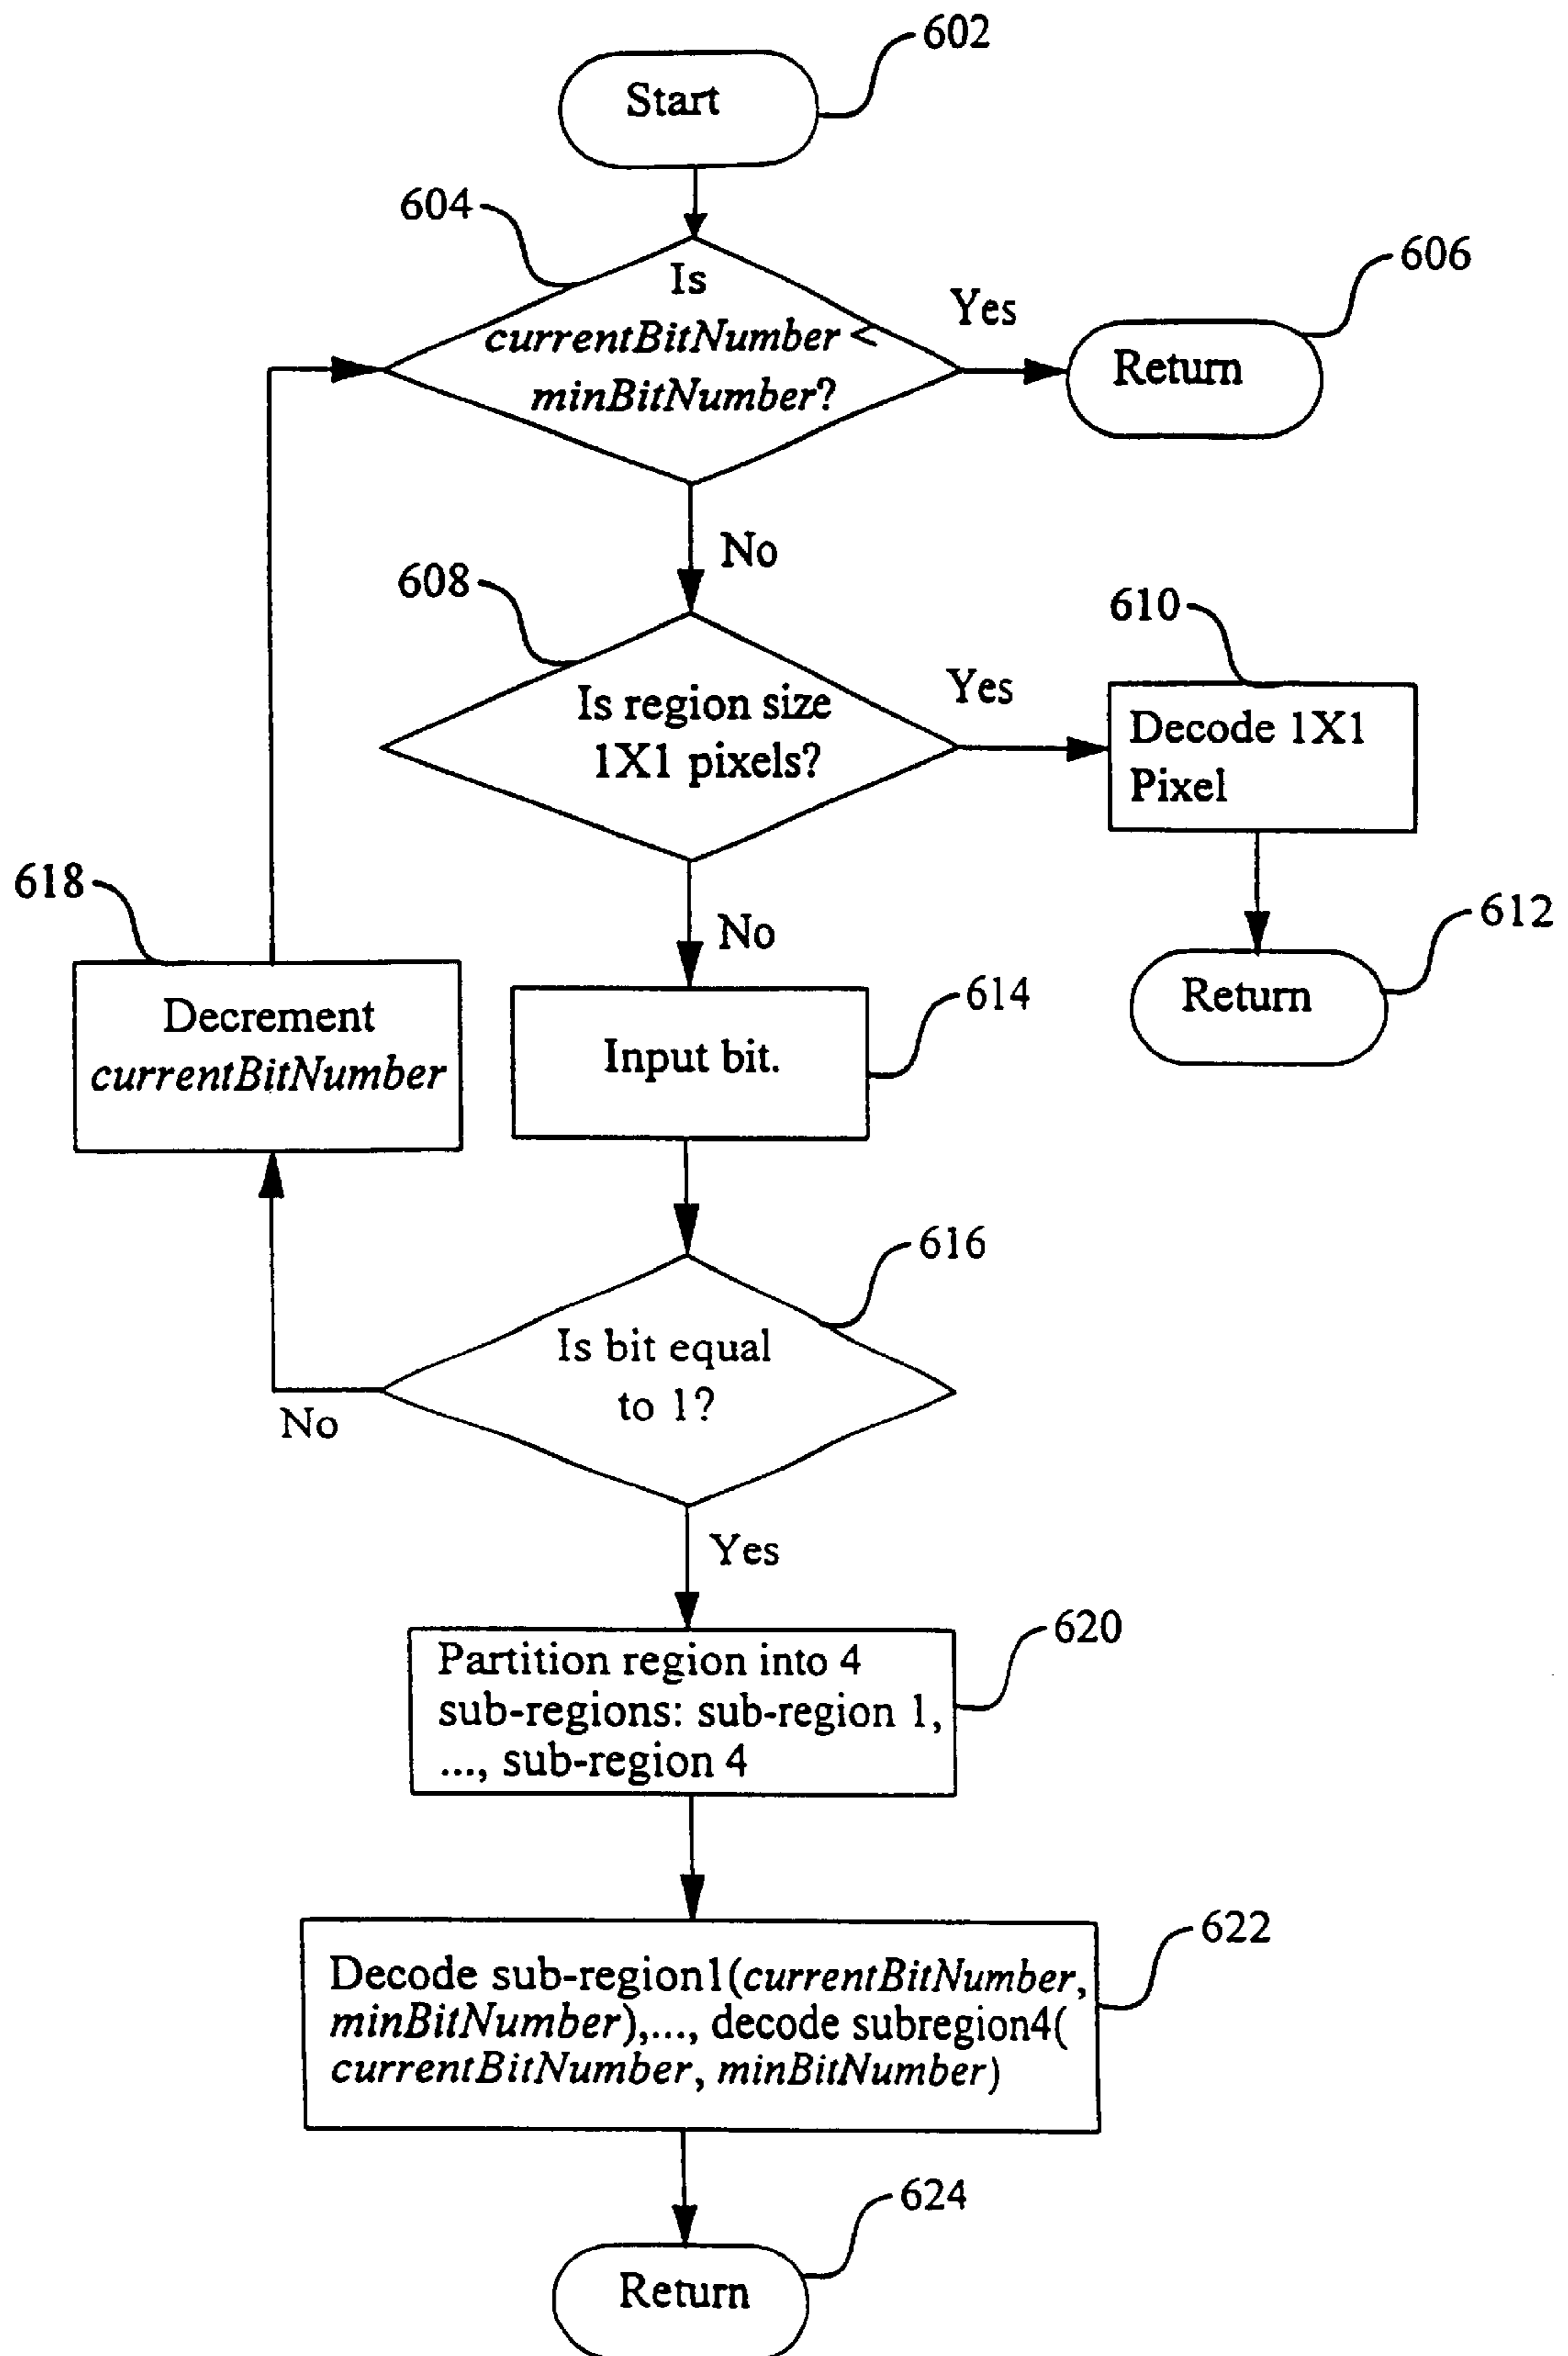 602
Start
604
606
Is
currentBitNumber <
minBitNumber?
Yes
Return
No
608
610
Is region size
1X1 pixels?
Yes
Decode 1X1
Pixel
618
No
612
Return
Decrement
currentBitNumber
614
Input bit.
616
Is bit equal
to 1?
No
Yes
620
Partition region into 4
sub-regions: sub-region 1,
..., sub-region 4
622
Decode sub-region1(currentBitNumber,
minBitNumber),..., decode subregion4(
currentBitNumber, minBitNumber)
624
Return